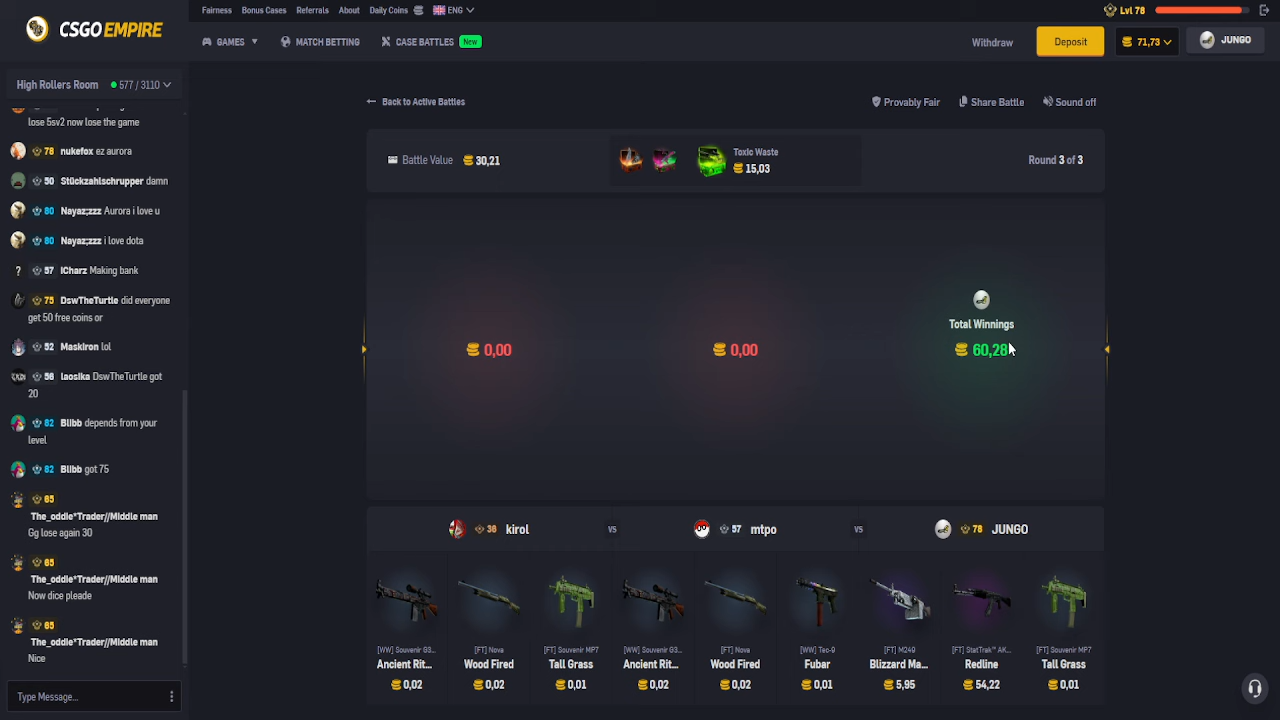 CSGOEMPIRE
Fairness Bonus Cases Referrals About Daily Coins ENG
Lvl 78
GAMES MATCH BETTING CASE BATTLES New
Withdraw Deposit 71,73 JUNGO
High Rollers Room 577 / 3110
lose 5sv2 now lose the game
78 nukefox ez aurora
50 Stückzahlschrupper damn
80 Nayaz;zzz Aurora i love u
80 Nayaz;zzz i love dota
? 57 ICharz Making bank
75 DswTheTurtle did everyone
get 50 free coins or
52 Maskiron lol
56 laosika DswTheTurtle got
20
82 Blibb depends from your
level
82 Blibb got 75
65
The_oddie*Trader//Middle man
Gg lose again 30
65
The_oddie*Trader//Middle man
Now dice pleade
65
The_oddie*Trader//Middle man
Nice
Type Message...
Back to Active Battles
Provably Fair Share Battle Sound off
Battle Value 30,21
Toxic Waste
15,03
Round 3 of 3
Total Winnings
0,00 0,00 60,28
36 kirol VS 57 mtpo VS 78 JUNGO
[WW] Souvenir G3... [FT] Nova [FT] Souvenir MP7 [WW] Souvenir G3... [FT] Nova [WW] Tec-9 [FT] M249 [FT] StatTrak™ AK... [FT] Souvenir MP7
Ancient Rit... Wood Fired Tall Grass Ancient Rit... Wood Fired Fubar Blizzard Ma... Redline Tall Grass
0,02 0,02 0,01 0,02 0,02 0,01 5,95 54,22 0,01